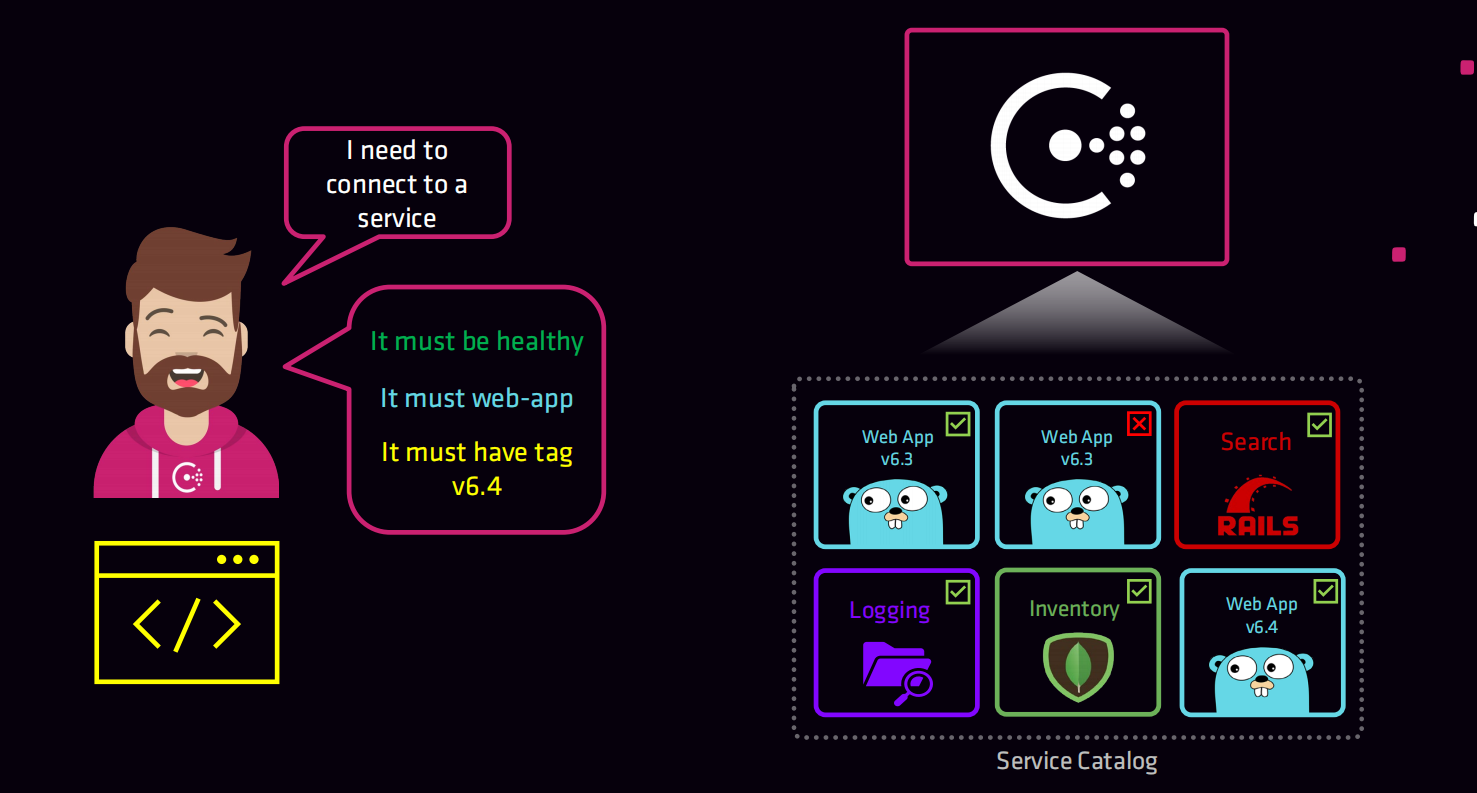 I need to
connect to a
service
It must be healthy
It must web-app
It must have tag
v6.4
Web App
v6.3
Web App
v6.3
Search
RAILS
Logging
Inventory
Web App
v6.4
Service Catalog